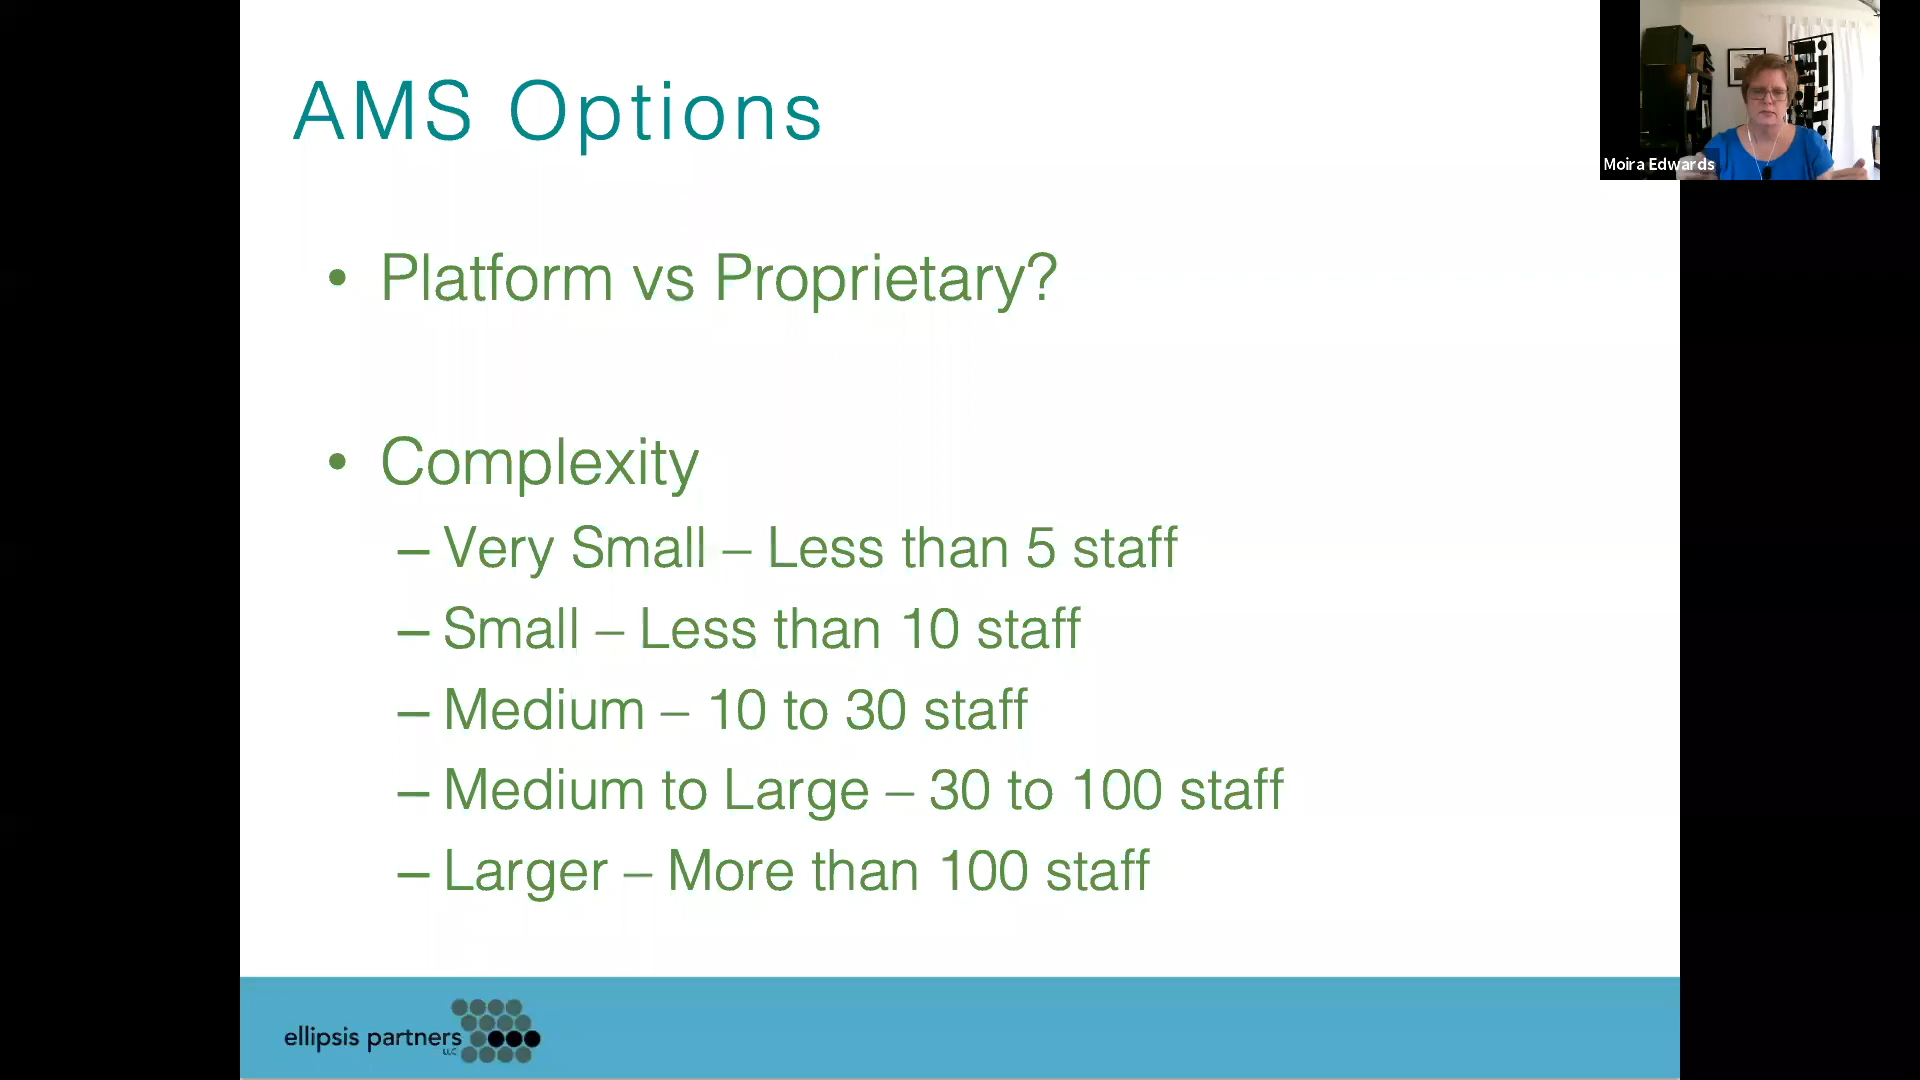 AMS Options
Moira Edwards
• Platform vs Proprietary?
• Complexity
– Very Small – Less than 5 staff
– Small – Less than 10 staff
– Medium – 10 to 30 staff
– Medium to Large – 30 to 100 staff
– Larger – More than 100 staff
ellipsis partners
LLC